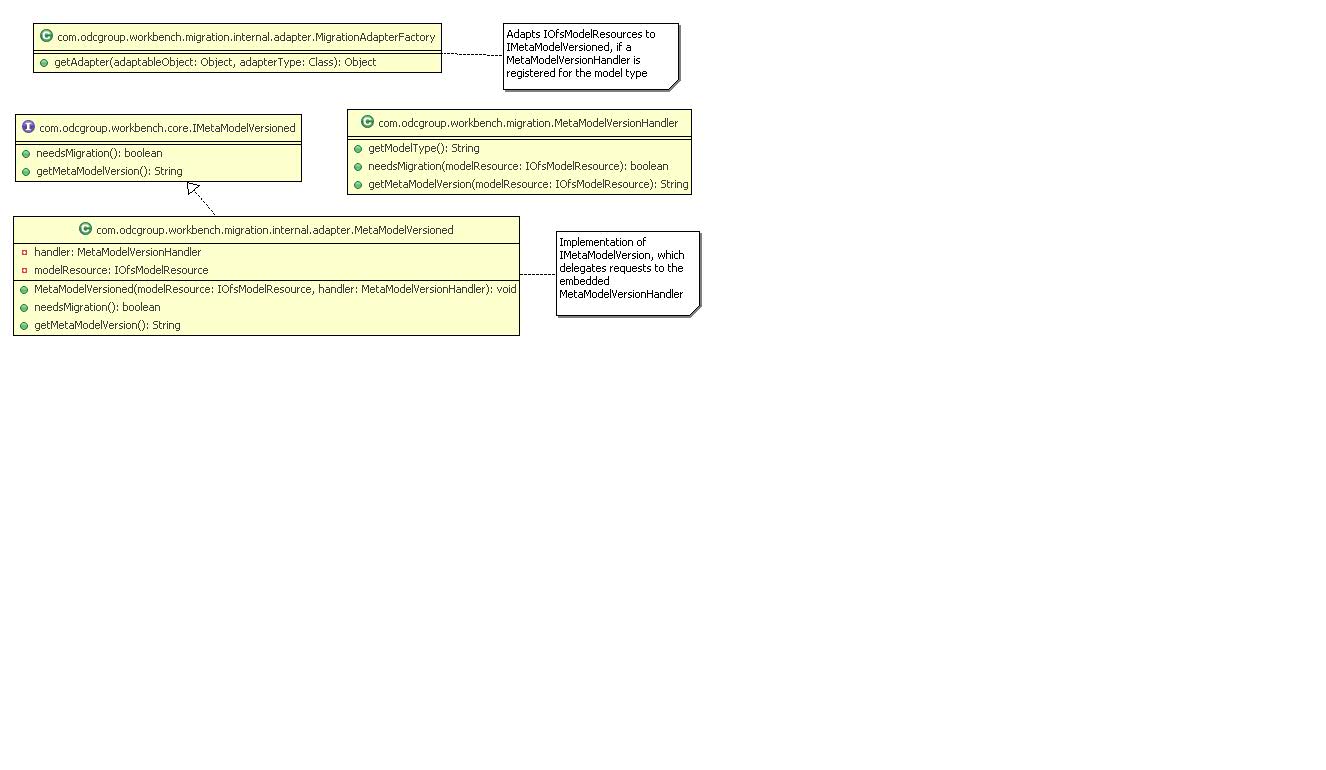 com.odcgroup.workbench.migration.internal.adapter.MigrationAdapterFactory
getAdapter(adaptableObject: Object, adapterType: Class): Object
Adapts IOfsModelResources to
IMetaModelVersioned, if a
MetaModelVersionHandler is
registered for the model type
com.odcgroup.workbench.core.IMetaModelVersioned
needsMigration(): boolean
getMetaModelVersion(): String
com.odcgroup.workbench.migration.MetaModelVersionHandler
getModelType(): String
needsMigration(modelResource: IOfsModelResource): boolean
getMetaModelVersion(modelResource: IOfsModelResource): String
com.odcgroup.workbench.migration.internal.adapter.MetaModelVersioned
handler: MetaModelVersionHandler
modelResource: IOfsModelResource
MetaModelVersioned(modelResource: IOfsModelResource, handler: MetaModelVersionHandler): void
needsMigration(): boolean
getMetaModelVersion(): String
Implementation of
IMetaModelVersion, which
delegates requests to the
embedded
MetaModelVersionHandler